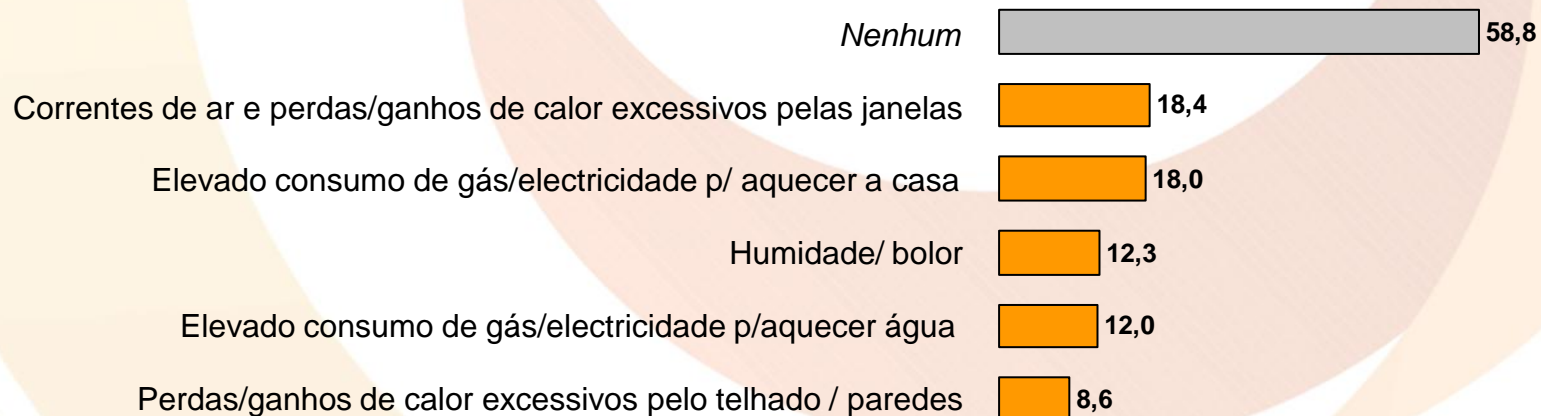 Nenhum 58,8
Correntes de ar e perdas/ganhos de calor excessivos pelas janelas 18,4
Elevado consumo de gás/electricidade p/ aquecer a casa 18,0
Humidade/ bolor 12,3
Elevado consumo de gás/electricidade p/aquecer água 12,0
Perdas/ganhos de calor excessivos pelo telhado / paredes 8,6